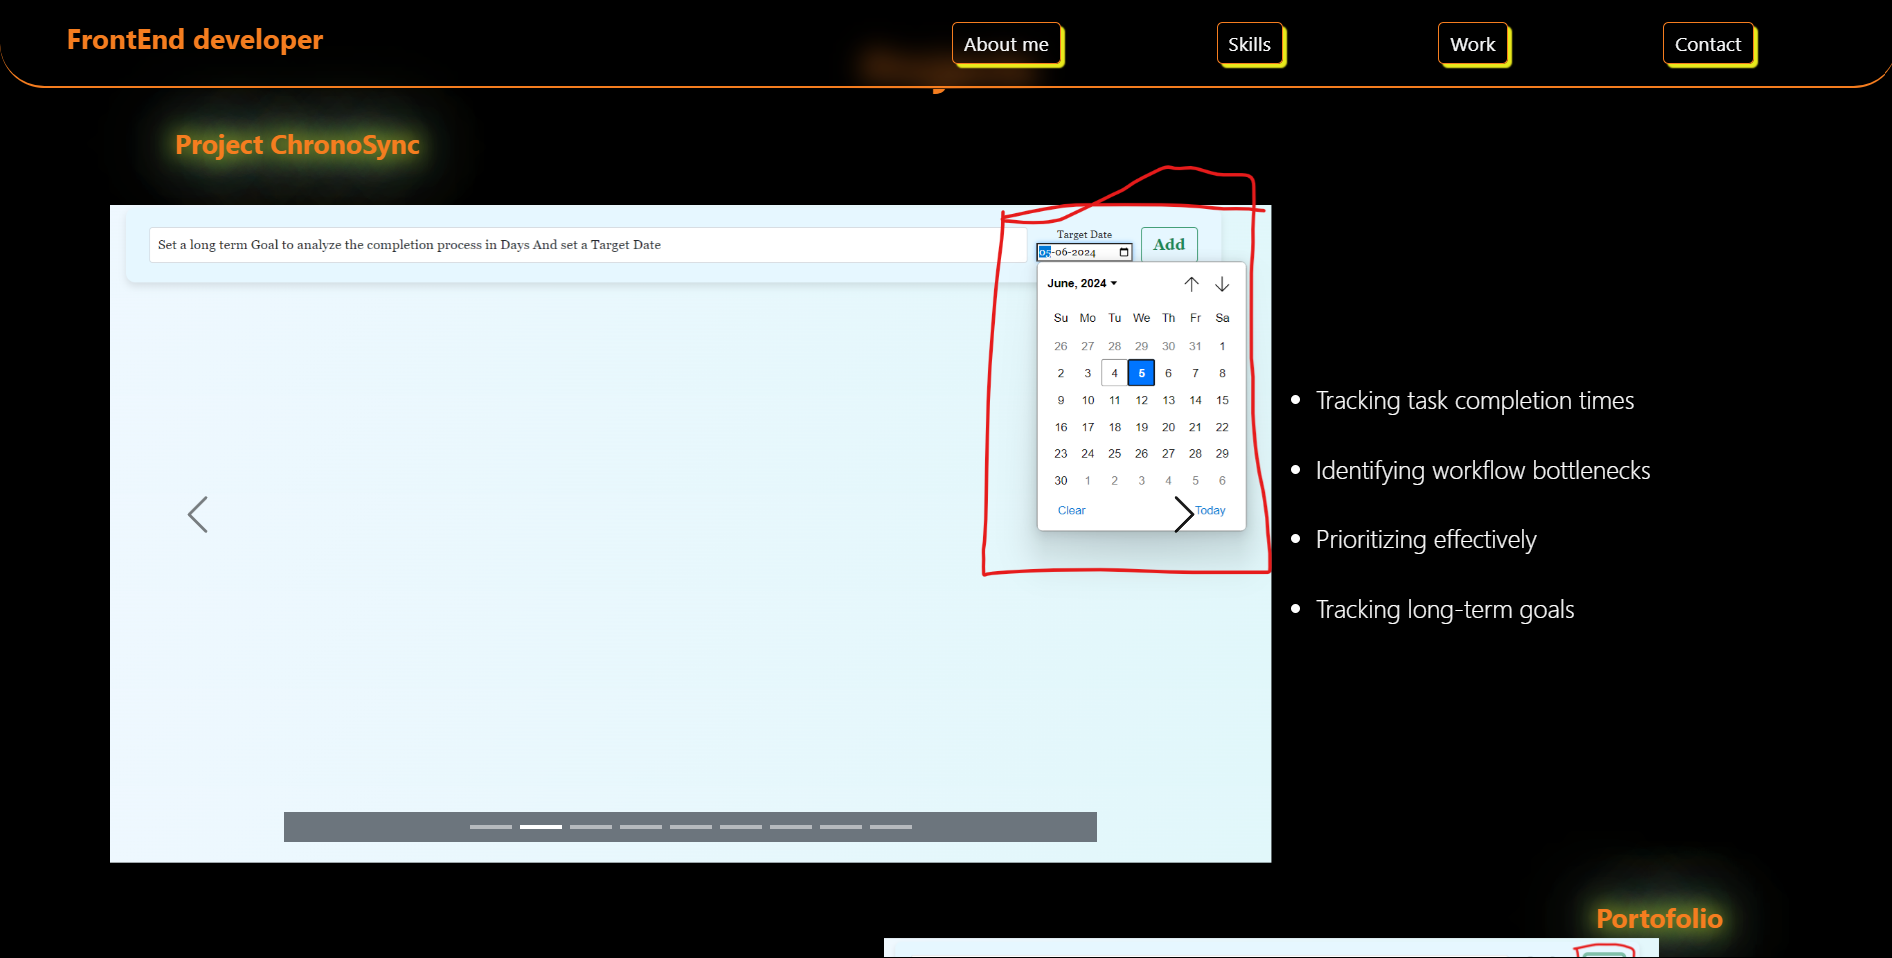 FrontEnd developer
About me
Skills
Work
Contact
Project ChronoSync
Set a long term Goal to analyze the completion process in Days And set a Target Date
Target Date
05-06-2024
Add
June, 2024
Su Mo Tu We Th Fr Sa
26 27 28 29 30 31 1
2 3 4 5 6 7 8
9 10 11 12 13 14 15
16 17 18 19 20 21 22
23 24 25 26 27 28 29
30 1 2 3 4 5 6
Clear
Today
Tracking task completion times
Identifying workflow bottlenecks
Prioritizing effectively
Tracking long-term goals
Portofolio